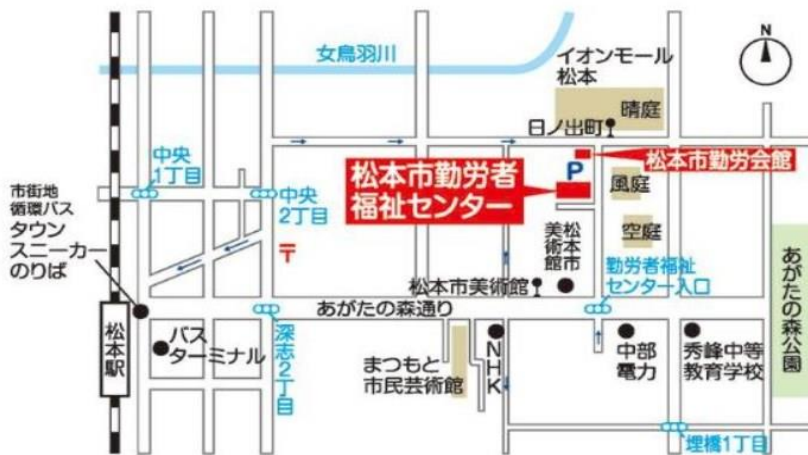 女鳥羽川
イオンモール
松本
晴庭
N
日ノ出町
中央
1丁目
松本市勤労会館
P
市街地
循環バス
タウン
スニーカー
のりば
中央
2丁目
松本市勤労者
福祉センター
風庭
〒
松本市
美術館
空庭
勤労者福祉
センター入口
あがたの森公園
松本市美術館
あがたの森通り
松本駅
バス
ターミナル
深志2丁目
まつもと
市民芸術館
NHK
中部
電力
秀峰中等
教育学校
埋橋1丁目